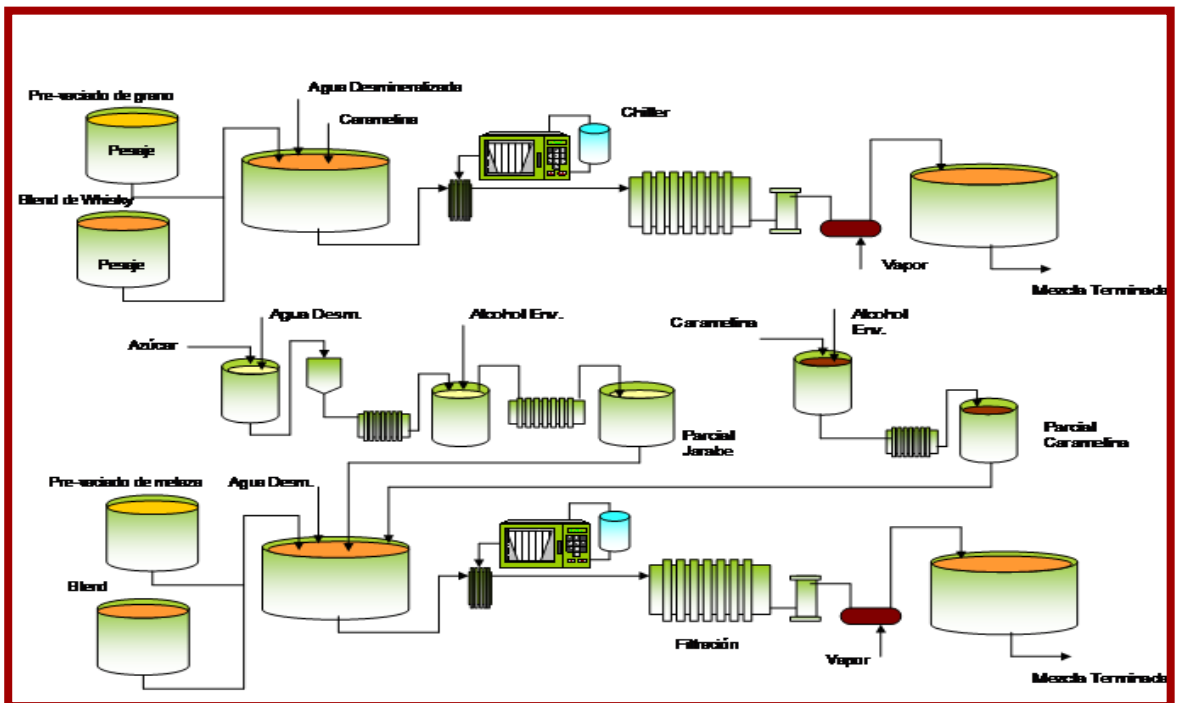 Pre-vaciado de grano
Agua Desmineralizada
Caramelina
Chiller
Pesaje
Blend de Whisky
Pesaje
Vapor
Mezcla Terminada
Agua Desm.
Alcohol Env.
Caramelina
Alcohol
Env.
Azúcar
Parcial
Jarabe
Parcial
Caramelina
Pre-vaciado de melaza
Agua Desm.
Blend
Filtración
Vapor
Mezcla Terminada